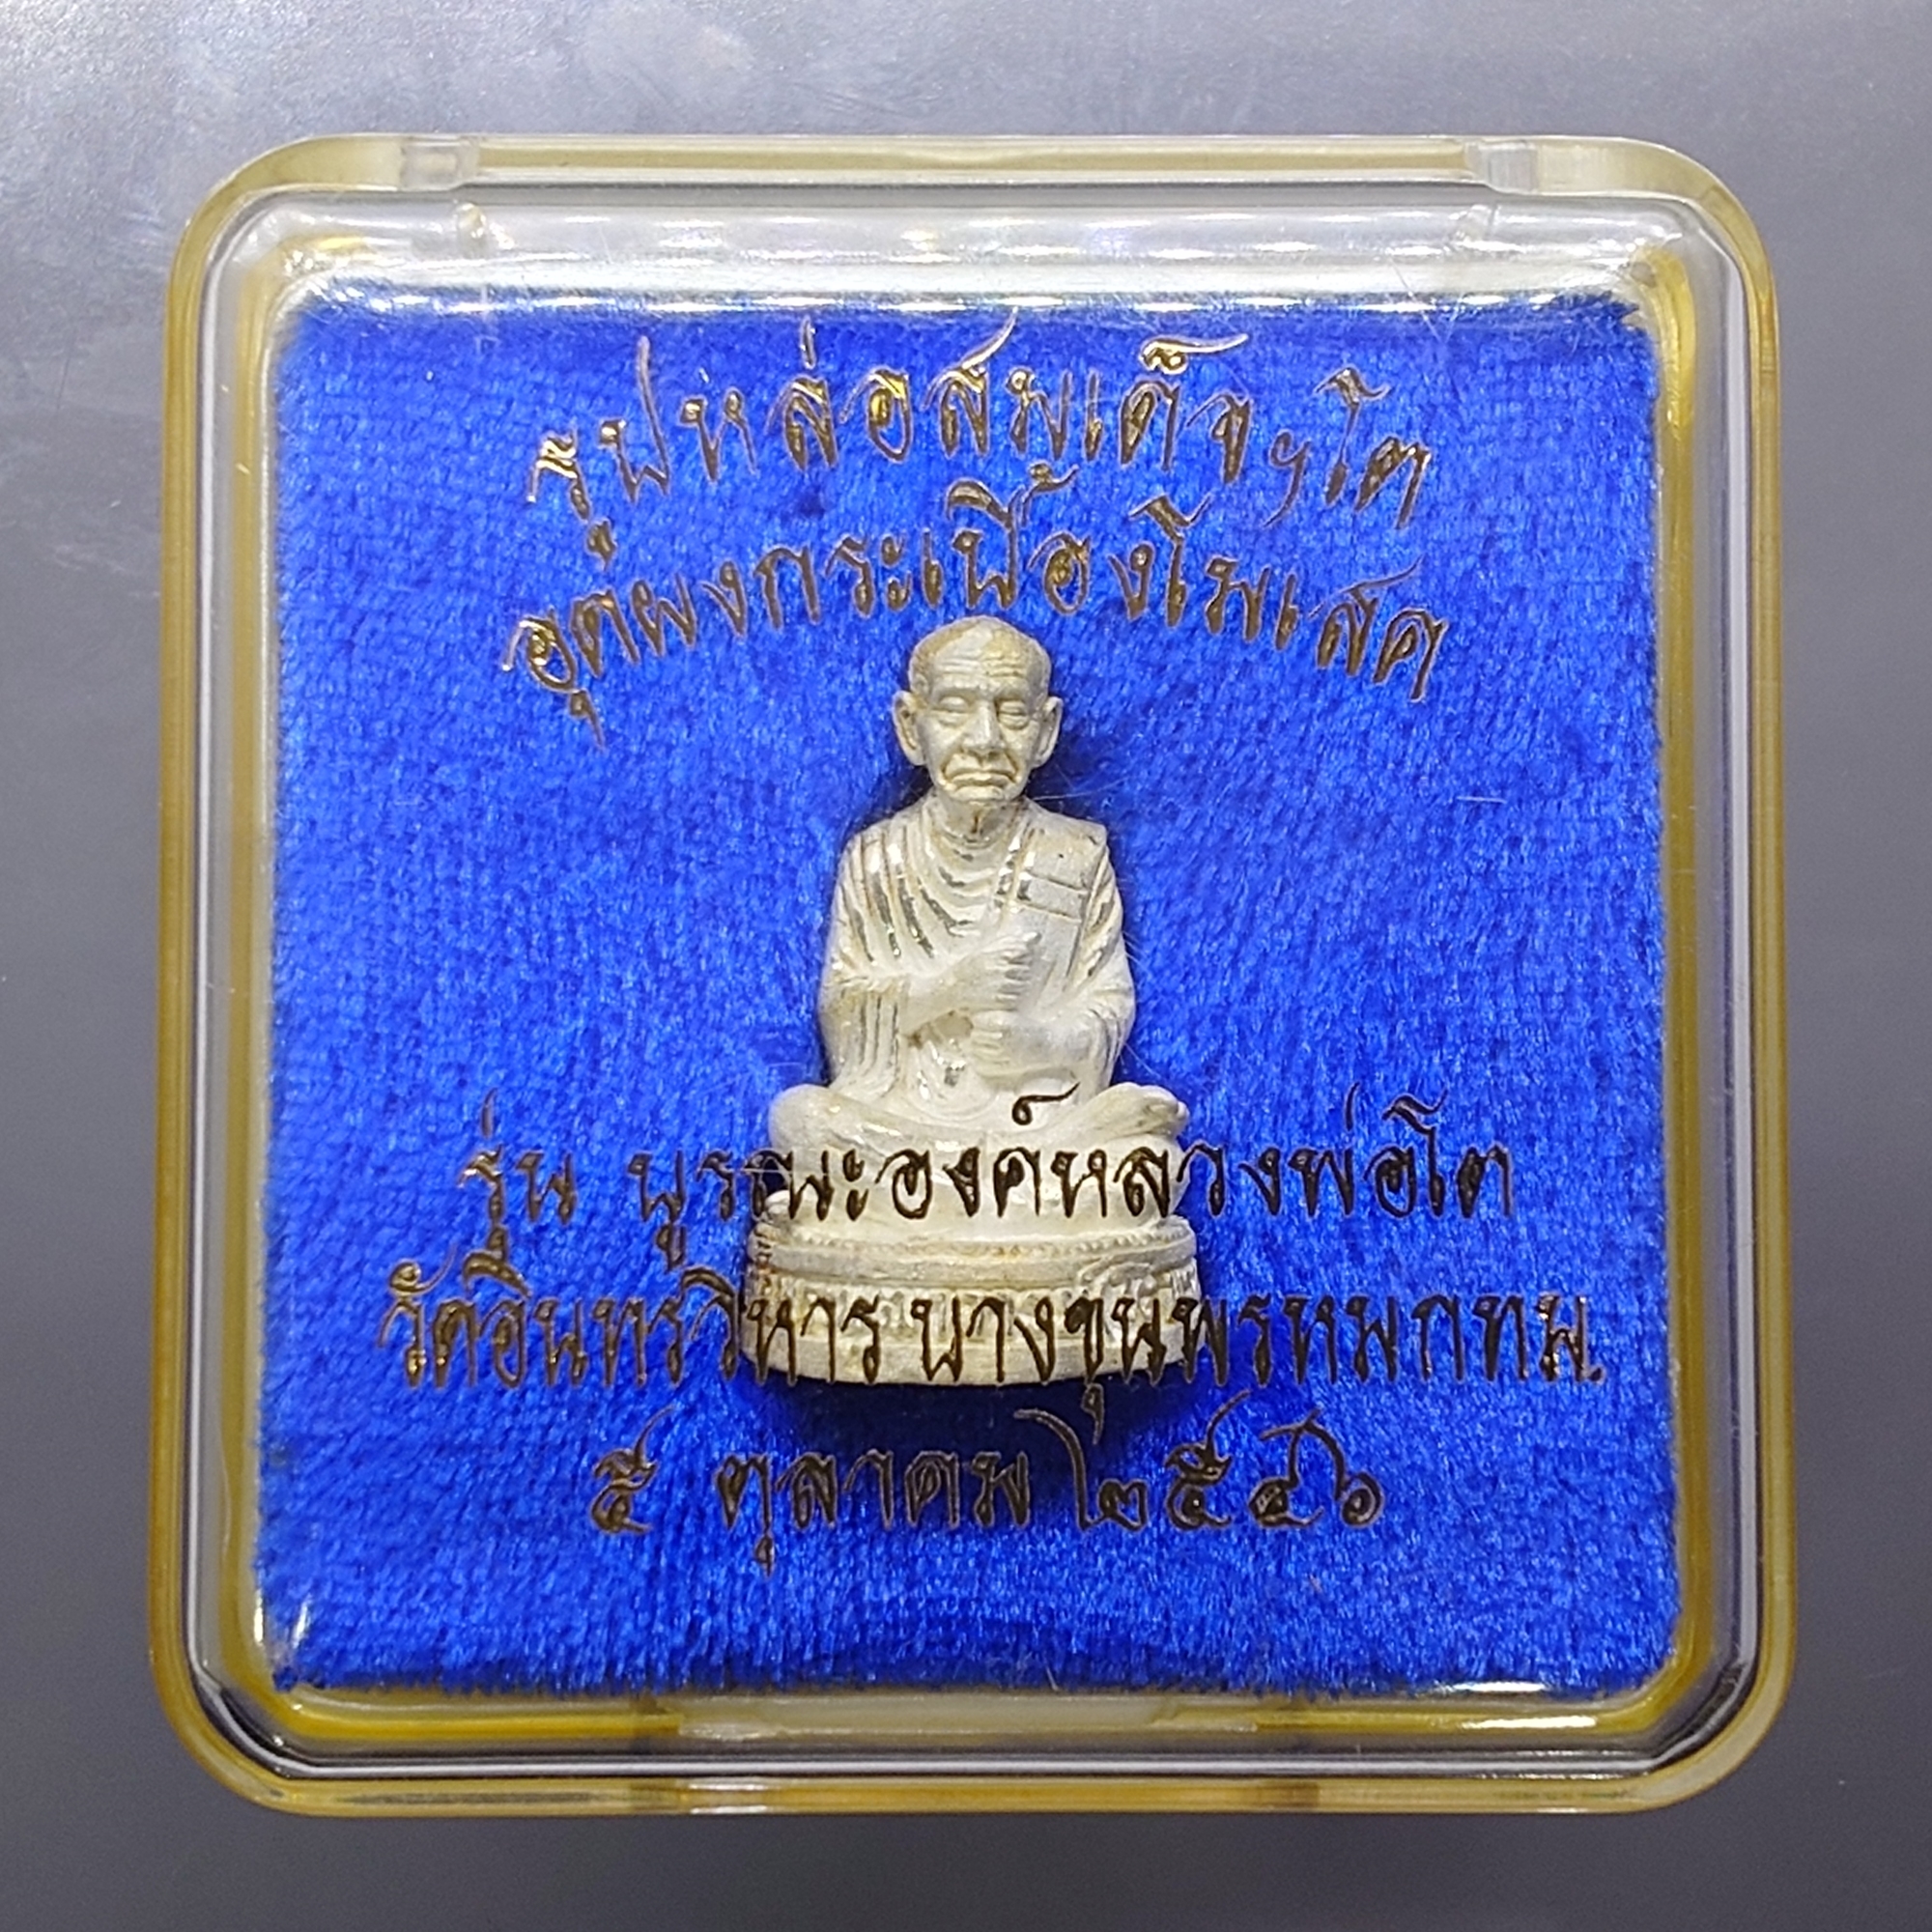 รูปหล่อสมเด็จฯโต
อุดผงกระเบื้องโมเสค
รุ่น บูรณะองค์หลวงพ่อโต
วัดอินทร์วิหาร บางขุนพรหม กทม.
๕ ตุลาคม ๒๕๔๖